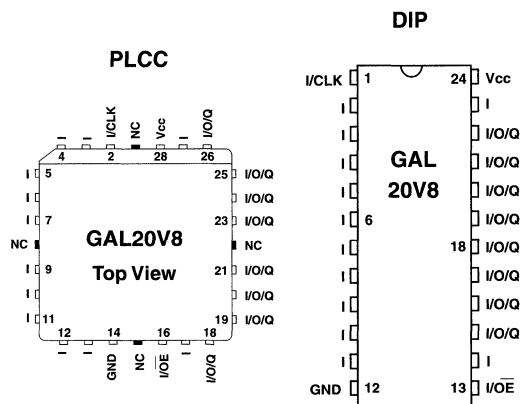 PLCC
I I I/CLK NC Vcc I I/O/Q
4 2 28 26
I 5 25 I/O/Q
I I/O/Q
I 7 23 I/O/Q
NC GAL20V8 NC
I 9 Top View 21 I/O/Q
I I/O/Q
I 11 19 I/O/Q
12 14 16 18
I I GND NC I/OE I I/O/Q
DIP
I/CLK 1 24 Vcc
I I
I I/O/Q
I GAL I/O/Q
I 20V8 I/O/Q
I 6 I/O/Q
I 18 I/O/Q
I I/O/Q
I I/O/Q
I I/O/Q
I I
GND 12 13 I/OE